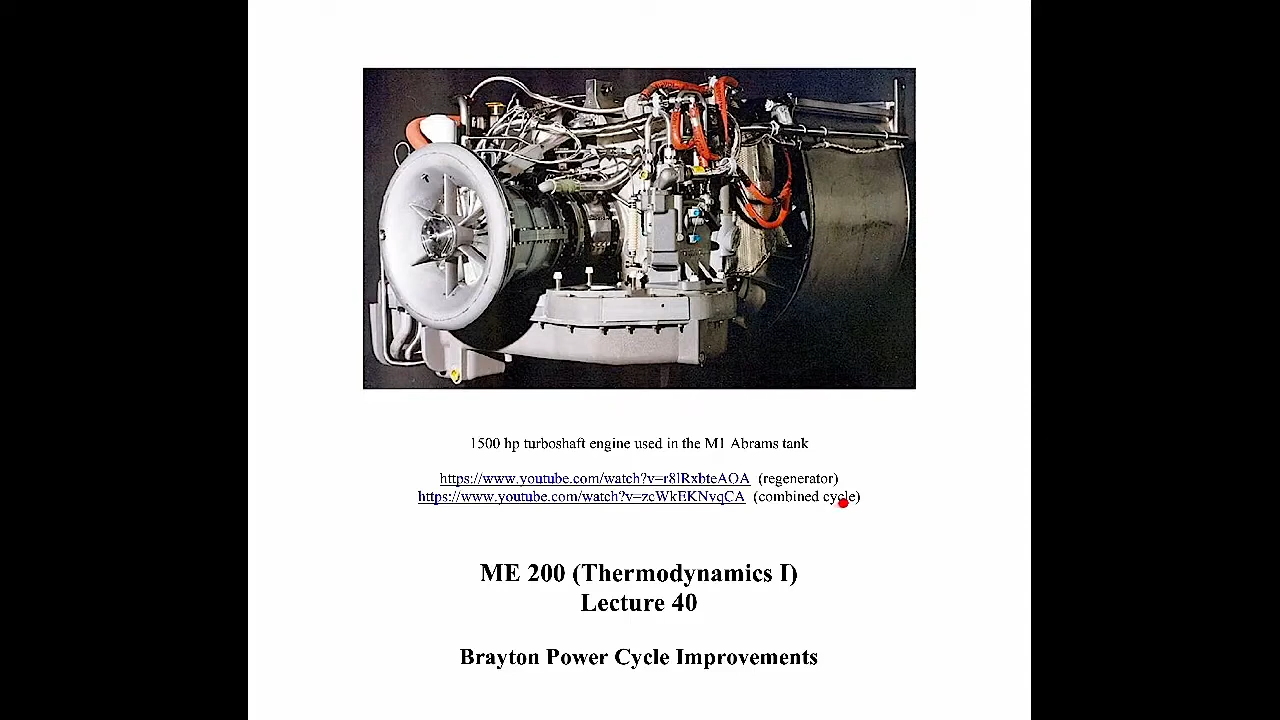 1500 hp turboshaft engine used in the M1 Abrams tank
https://www.youtube.com/watch?v=r8lRxbteAOA (regenerator)
https://www.youtube.com/watch?v=zcWkEKNvqCA (combined cycle)
ME 200 (Thermodynamics I)
Lecture 40
Brayton Power Cycle Improvements